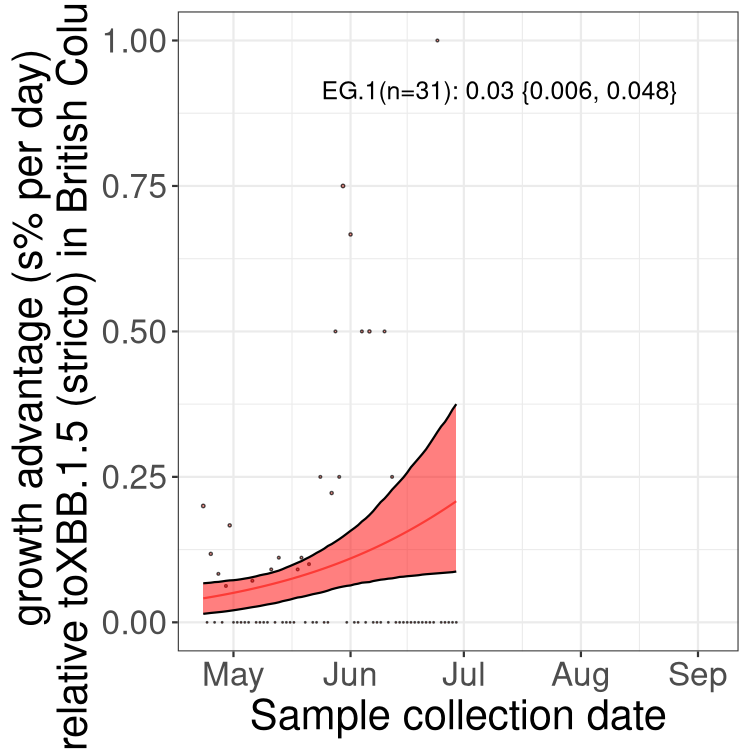 growth advantage (s% per day)
relative toXBB.1.5 (stricto) in British Colu
1.00
0.75
0.50
0.25
0.00
EG.1(n=31): 0.03 {0.006, 0.048}
May Jun Jul Aug Sep
Sample collection date